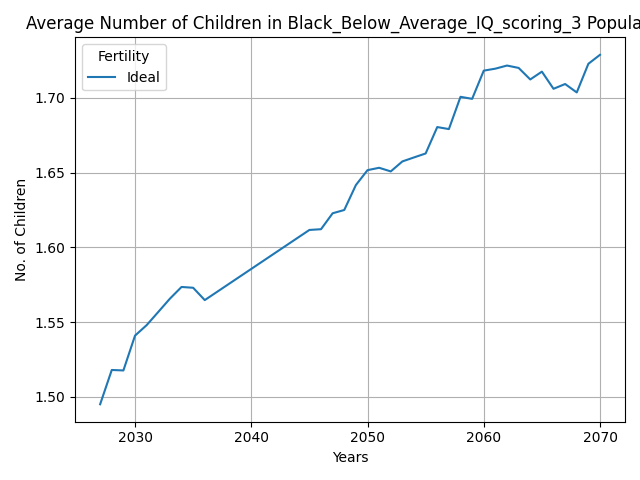 Average Number of Children in Black_Below_Average_IQ_scoring_3 Popula
Fertility
Ideal
No. of Children
1.70
1.65
1.60
1.55
1.50
2030 2040 2050 2060 2070
Years